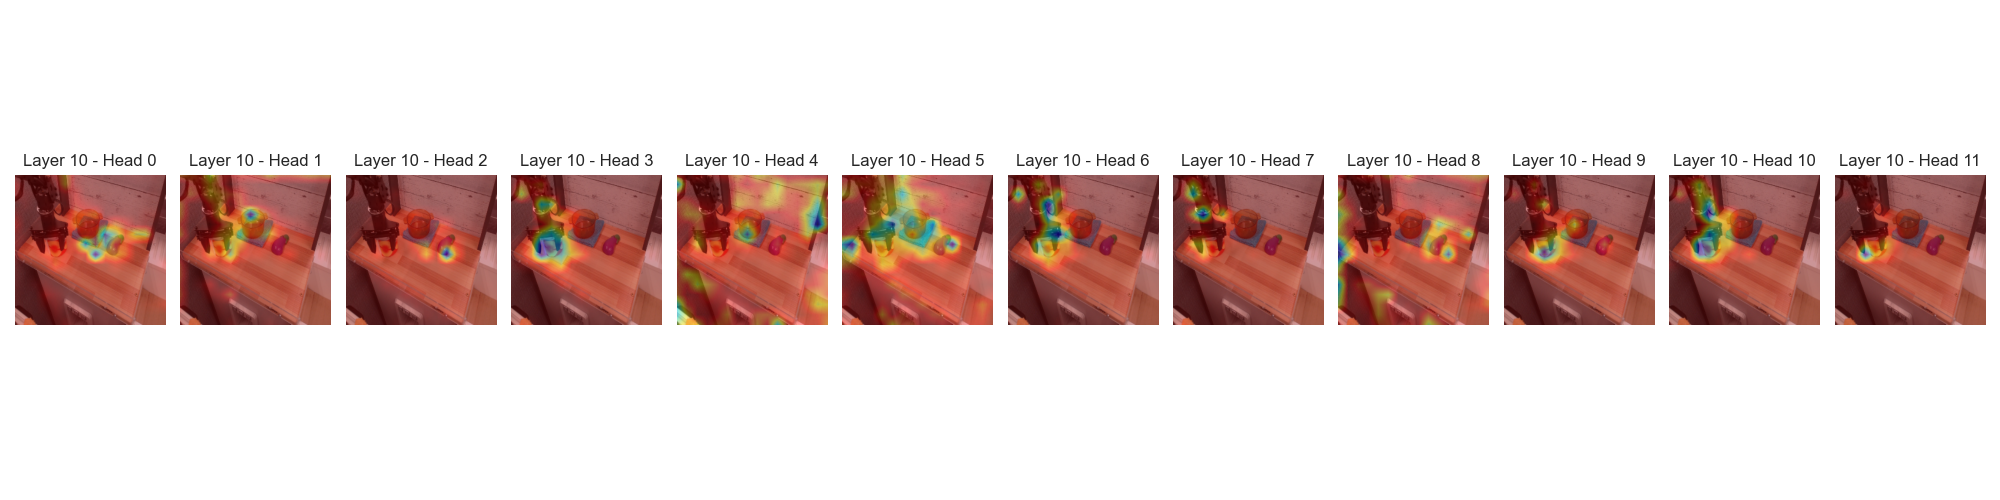 Layer 10 - Head 0
Layer 10 - Head 1
Layer 10 - Head 2
Layer 10 - Head 3
Layer 10 - Head 4
Layer 10 - Head 5
Layer 10 - Head 6
Layer 10 - Head 7
Layer 10 - Head 8
Layer 10 - Head 9
Layer 10 - Head 10
Layer 10 - Head 11